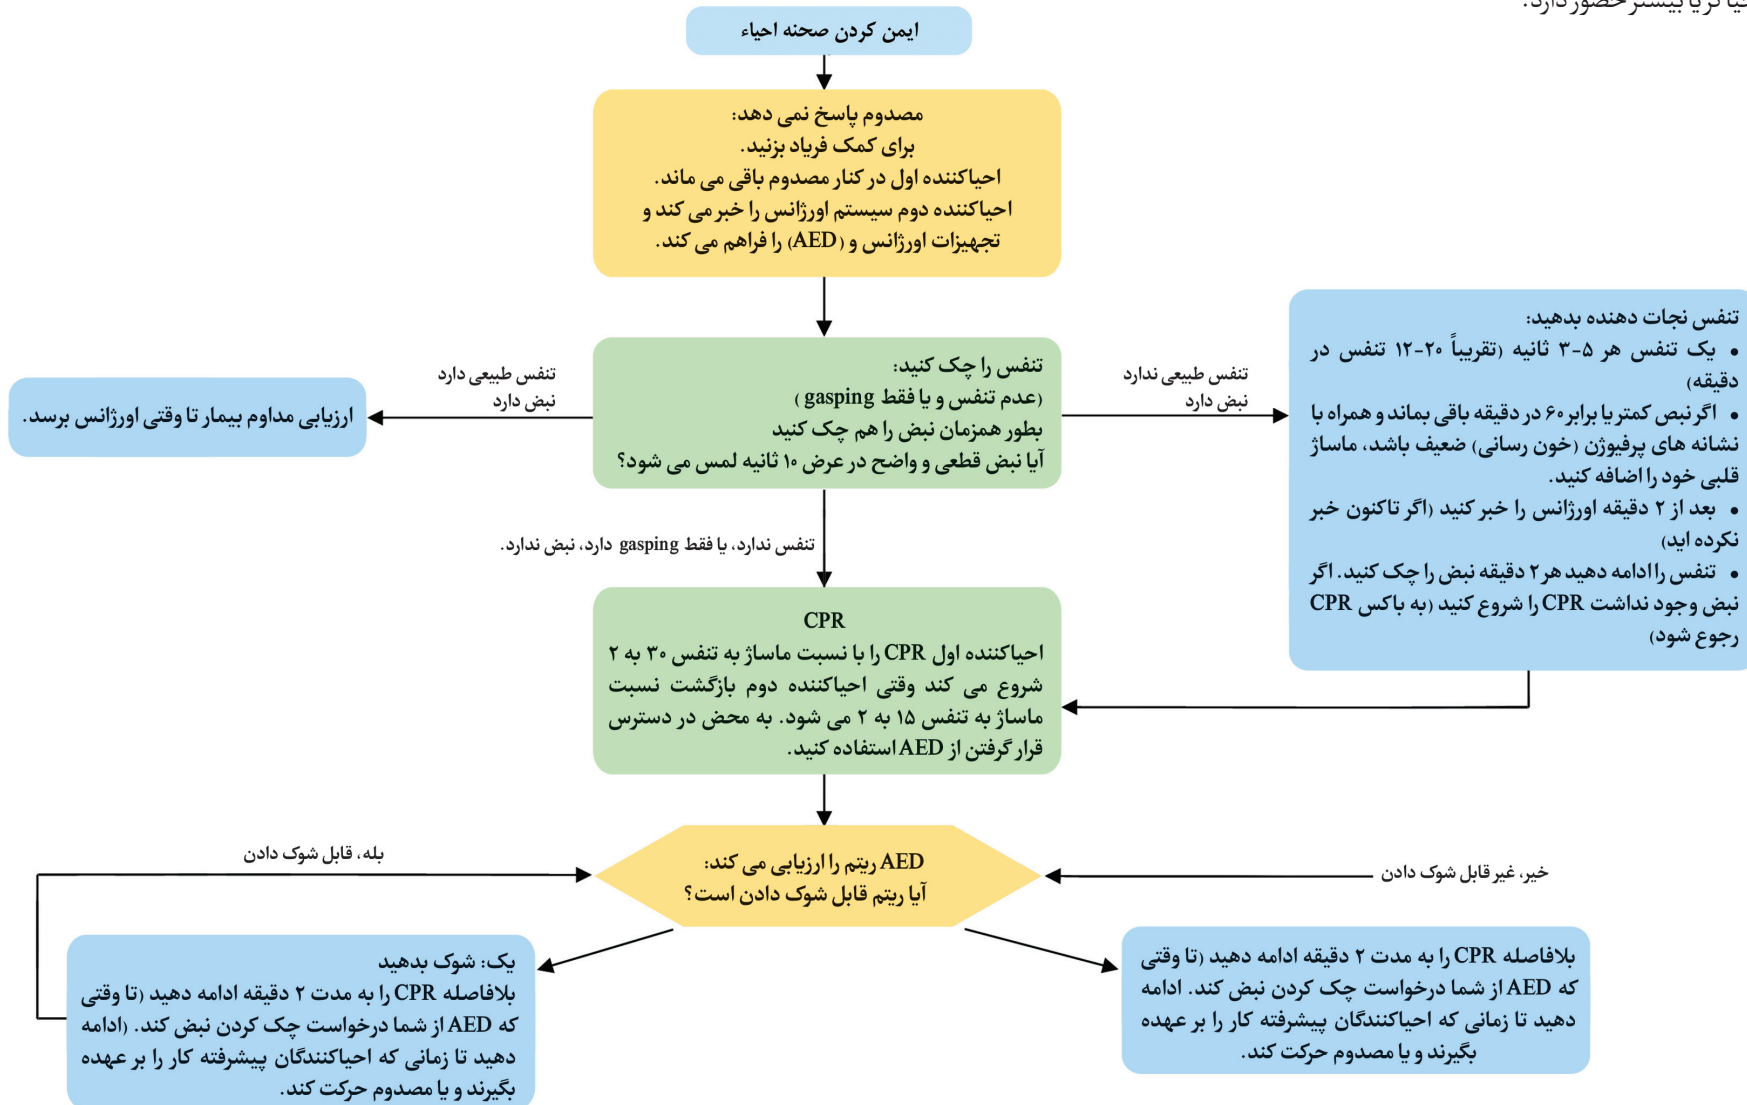 بیشتر حضور دارد.
ایمن کردن صحنه احیاء
مصدوم پاسخ نمی دهد:
برای کمک فریاد بزنید.
احیاکننده اول در کنار مصدوم باقی می ماند.
احیاکننده دوم سیستم اورژانس را خبر می کند و
تجهیزات اورژانس و (AED) را فراهم می کند.
تنفس را چک کنید:
(عدم تنفس و یا فقط gasping )
بطور همزمان نبض را هم چک کنید
آیا نبض قطعی و واضح در عرض ۱۰ ثانیه لمس می شود؟
تنفس طبیعی ندارد
نبض دارد
تنفس نجات دهنده بدهید:
• یک تنفس هر ۵-۳ ثانیه (تقریباً ۲۰-۱۲ تنفس در
دقیقه)
• اگر نبض کمتر یا برابر ۶۰ در دقیقه باقی بماند و همراه با
نشانه های پرفیوژن (خون رسانی) ضعیف باشد، ماساژ
قلبی خود را اضافه کنید.
• بعد از ۲ دقیقه اورژانس را خبر کنید (اگر تاکنون خبر
نکرده اید)
• تنفس را ادامه دهید هر ۲ دقیقه نبض را چک کنید. اگر
نبض وجود نداشت CPR را شروع کنید (به باکس CPR
رجوع شود)
تنفس طبیعی دارد
نبض دارد
ارزیابی مداوم بیمار تا وقتی اورژانس برسد.
تنفس ندارد، یا فقط gasping دارد، نبض ندارد.
CPR
احیاکننده اول CPR را با نسبت ماساژ به تنفس ۳۰ به ۲
شروع می کند وقتی احیاکننده دوم بازگشت نسبت
ماساژ به تنفس ۱۵ به ۲ می شود. به محض در دسترس
قرار گرفتن از AED استفاده کنید.
AED ریتم را ارزیابی می کند:
آیا ریتم قابل شوک دادن است؟
خیر، غیر قابل شوک دادن
بله، قابل شوک دادن
بلافاصله CPR را به مدت ۲ دقیقه ادامه دهید (تا وقتی
که AED از شما درخواست چک کردن نبض کند. ادامه
دهید تا زمانی که احیاکنندگان پیشرفته کار را بر عهده
بگیرند و یا مصدوم حرکت کند.
یک: شوک بدهید
بلافاصله CPR را به مدت ۲ دقیقه ادامه دهید (تا وقتی
که AED از شما درخواست چک کردن نبض کند. (ادامه
دهید تا زمانی که احیاکنندگان پیشرفته کار را بر عهده
بگیرند و یا مصدوم حرکت کند.